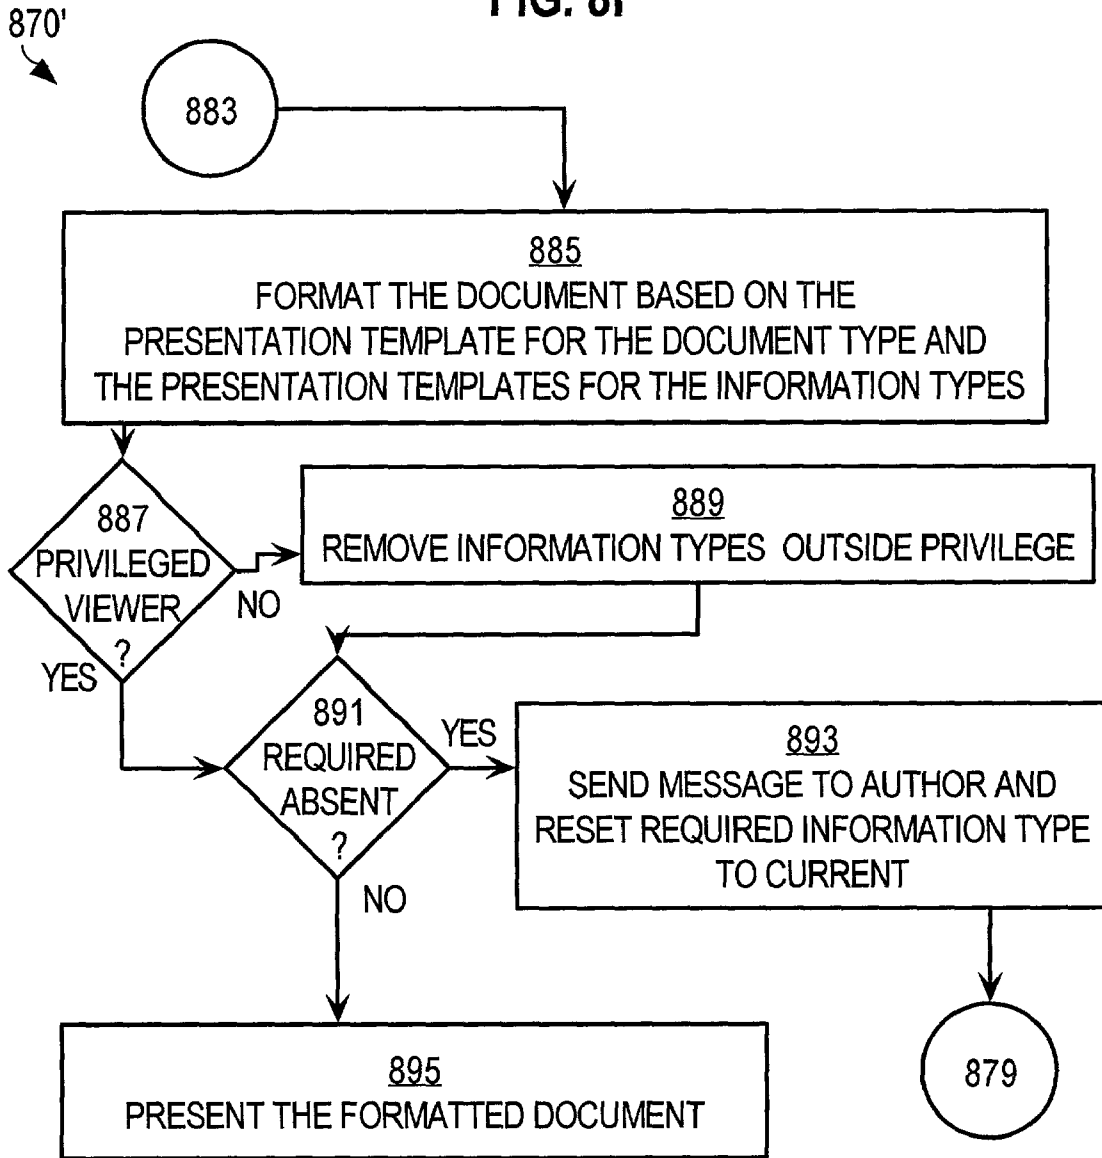 FIG. 8F
870'
883
885
FORMAT THE DOCUMENT BASED ON THE
PRESENTATION TEMPLATE FOR THE DOCUMENT TYPE AND
THE PRESENTATION TEMPLATES FOR THE INFORMATION TYPES
887
PRIVILEGED
VIEWER
?
NO
YES
889
REMOVE INFORMATION TYPES OUTSIDE PRIVILEGE
891
REQUIRED
ABSENT
?
YES
NO
893
SEND MESSAGE TO AUTHOR AND
RESET REQUIRED INFORMATION TYPE
TO CURRENT
879
895
PRESENT THE FORMATTED DOCUMENT